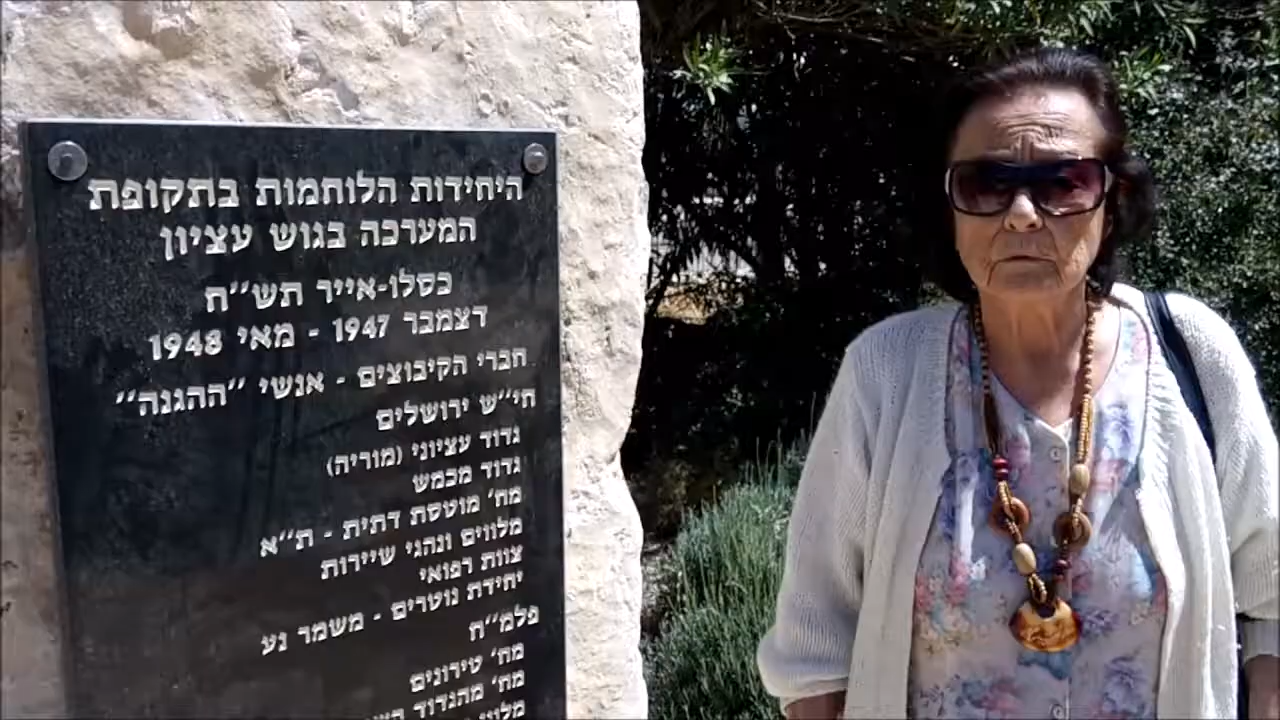 היחידות הלוחמות בתקופת
המערכה בגוש עציון
כסלו-אייר תש״ח
דצמבר 1947 - מאי 1948
חברי הקיבוצים - אנשי ״ההגנה״
חי״ש ירושלים
גדוד עציוני (מוריה)
גדוד מכמש
מח׳ מוטסת דתית - ת״א
מלווים ונהגי שיירות
צוות רפואי
יחידת נוטרים - משמר נע
פלמ״ח
מח׳ טירונים
מח׳ מהגדוד